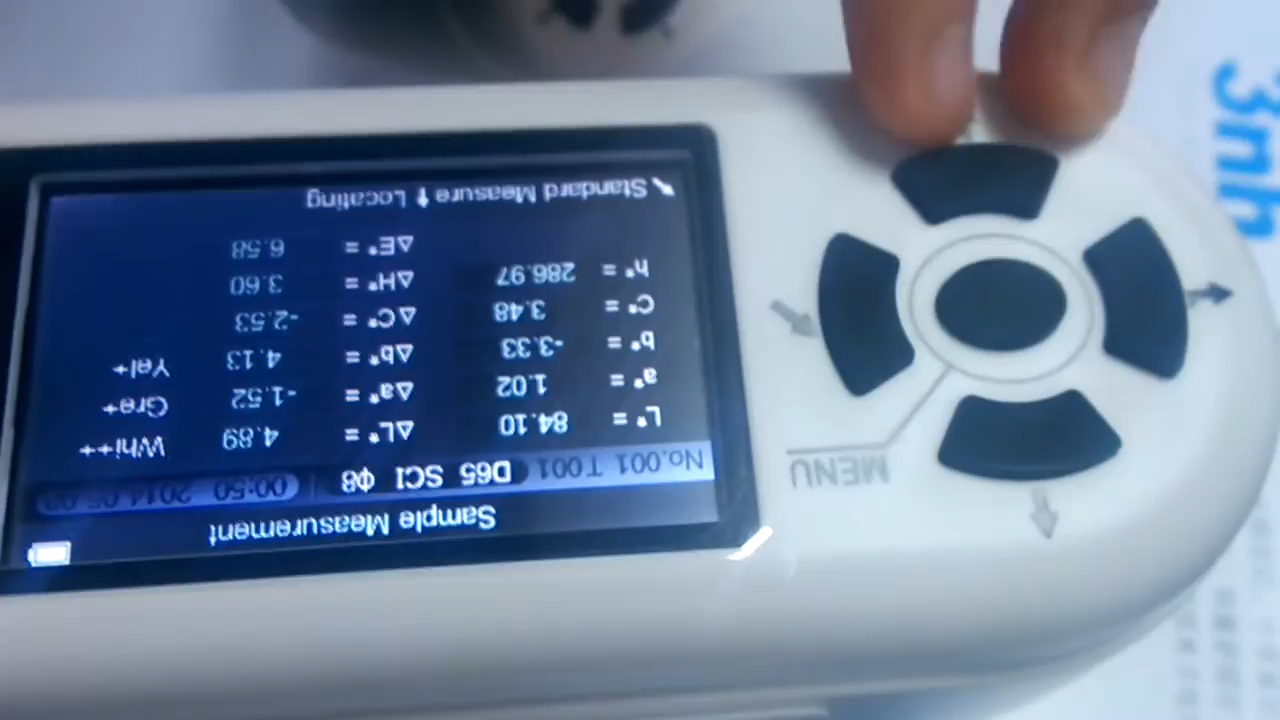 Sample Measurement
No.001 T001 D65 SCI φ8 00:50
L* = 84.10 ΔL* = 4.89 Whi++
a* = 1.02 Δa* = -1.52 Gre+
b* = -3.33 Δb* = 4.13 Yel+
C* = 3.48 ΔC* = -2.53
h* = 286.97 ΔH* = 3.60
ΔE* = 6.58
Standard Measure Locating
MENU
3nh